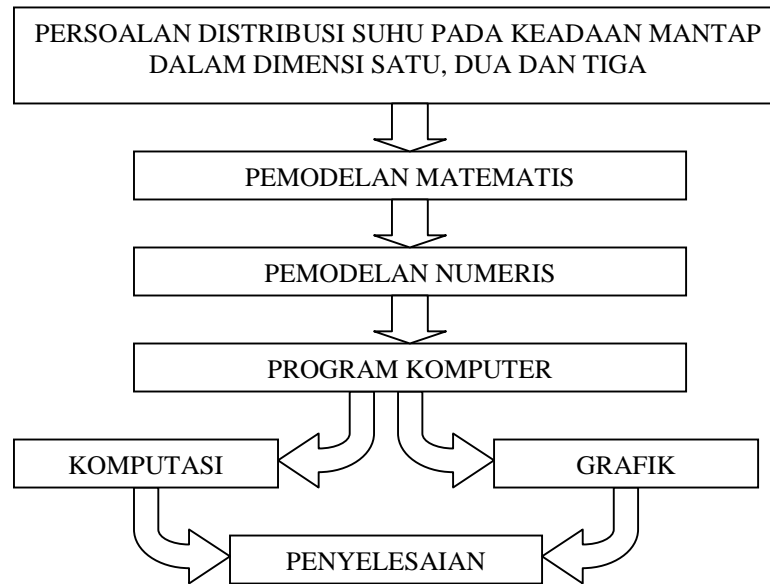 PERSOALAN DISTRIBUSI SUHU PADA KEADAAN MANTAP
DALAM DIMENSI SATU, DUA DAN TIGA
PEMODELAN MATEMATIS
PEMODELAN NUMERIS
PROGRAM KOMPUTER
KOMPUTASI
GRAFIK
PENYELESAIAN